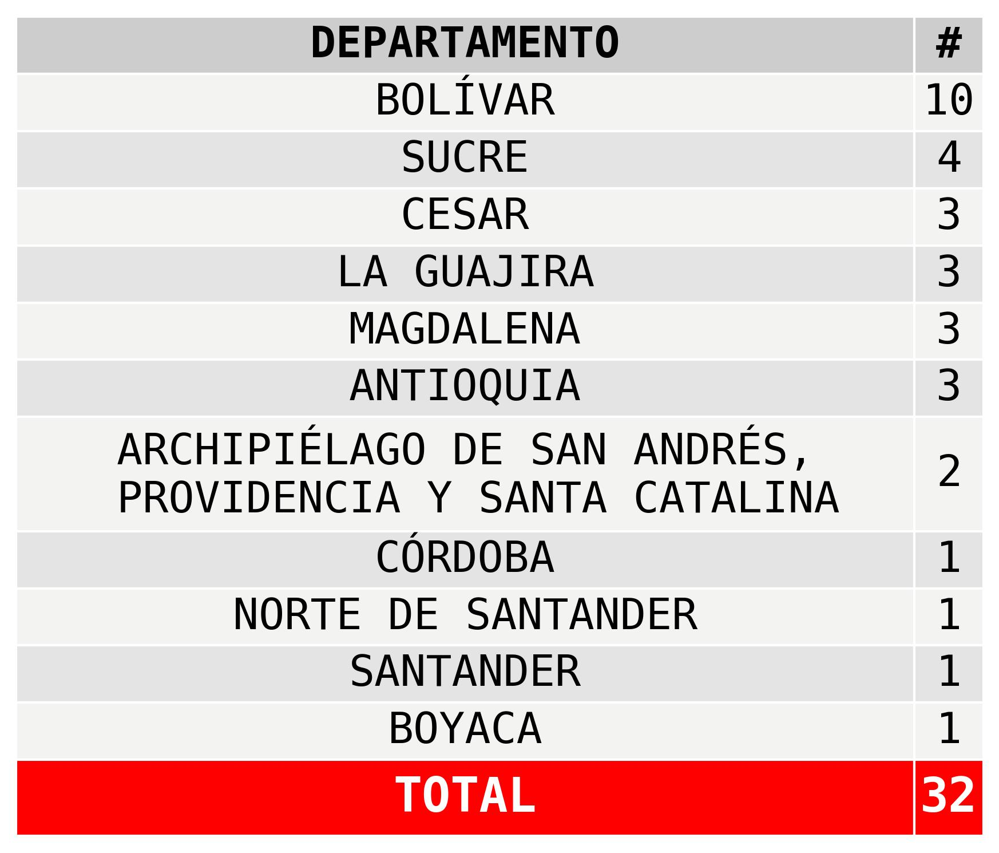 DEPARTAMENTO #
BOLÍVAR 10
SUCRE 4
CESAR 3
LA GUAJIRA 3
MAGDALENA 3
ANTIOQUIA 3
ARCHIPIÉLAGO DE SAN ANDRÉS,
PROVIDENCIA Y SANTA CATALINA 2
CÓRDOBA 1
NORTE DE SANTANDER 1
SANTANDER 1
BOYACA 1
TOTAL 32